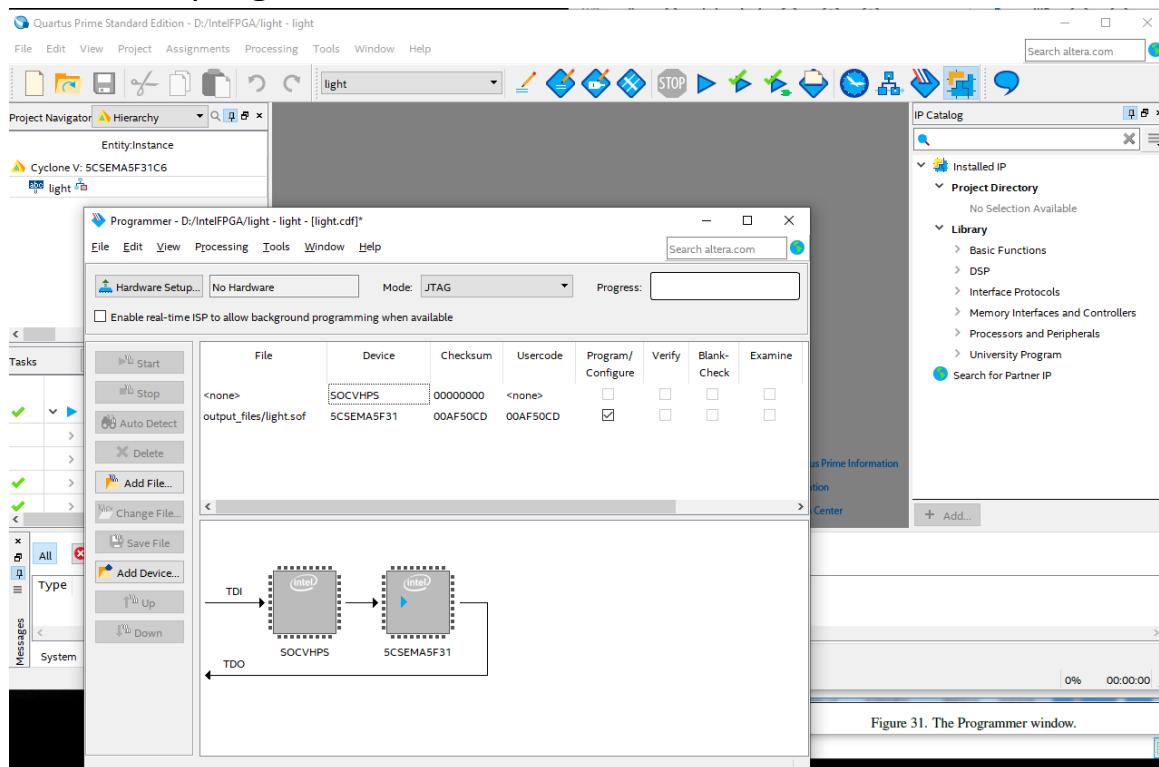 Quartus Prime Standard Edition - D:/IntelFPGA/light - light
File Edit View Project Assignments Processing Tools Window Help
Search altera.com
light
STOP
Project Navigator Hierarchy
IP Catalog
Entity:Instance
Cyclone V: 5CSEMA5F31C6
light
Installed IP
Project Directory
No Selection Available
Library
Basic Functions
DSP
Interface Protocols
Memory Interfaces and Controllers
Processors and Peripherals
University Program
Search for Partner IP
+ Add...
Programmer - D:/IntelFPGA/light - light - [light.cdf]*
File Edit View Processing Tools Window Help
Search altera.com
Hardware Setup... No Hardware Mode: JTAG Progress:
Enable real-time ISP to allow background programming when available
Tasks
Start
Stop
Auto Detect
Delete
Add File...
Change File...
Save File
Add Device...
Up
Down
File Device Checksum Usercode Program/ Configure Verify Blank- Check Examine
<none> SOCVHPS 00000000 <none>
output_files/light.sof 5CSEMA5F31 00AF50CD 00AF50CD
us Prime Information
Center
All
Type
Messages
System
TDI
intel
intel
SOCVHPS 5CSEMA5F31
TDO
0% 00:00:00
Figure 31. The Programmer window.